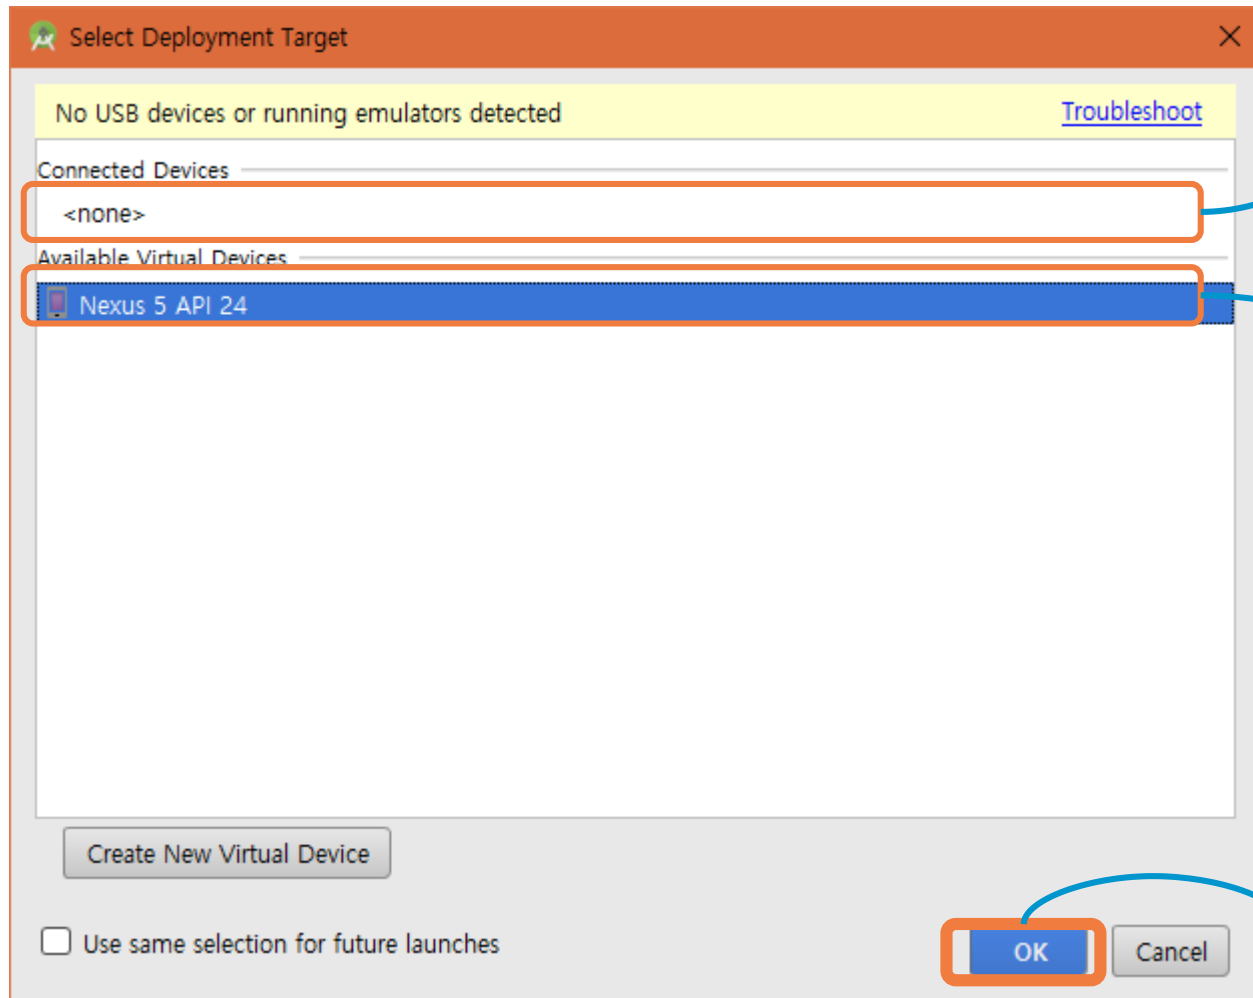 Select Deployment Target
No USB devices or running emulators detected Troubleshoot
Connected Devices
<none>
Available Virtual Devices
Nexus 5 API 24
Create New Virtual Device
Use same selection for future launches
OK Cancel